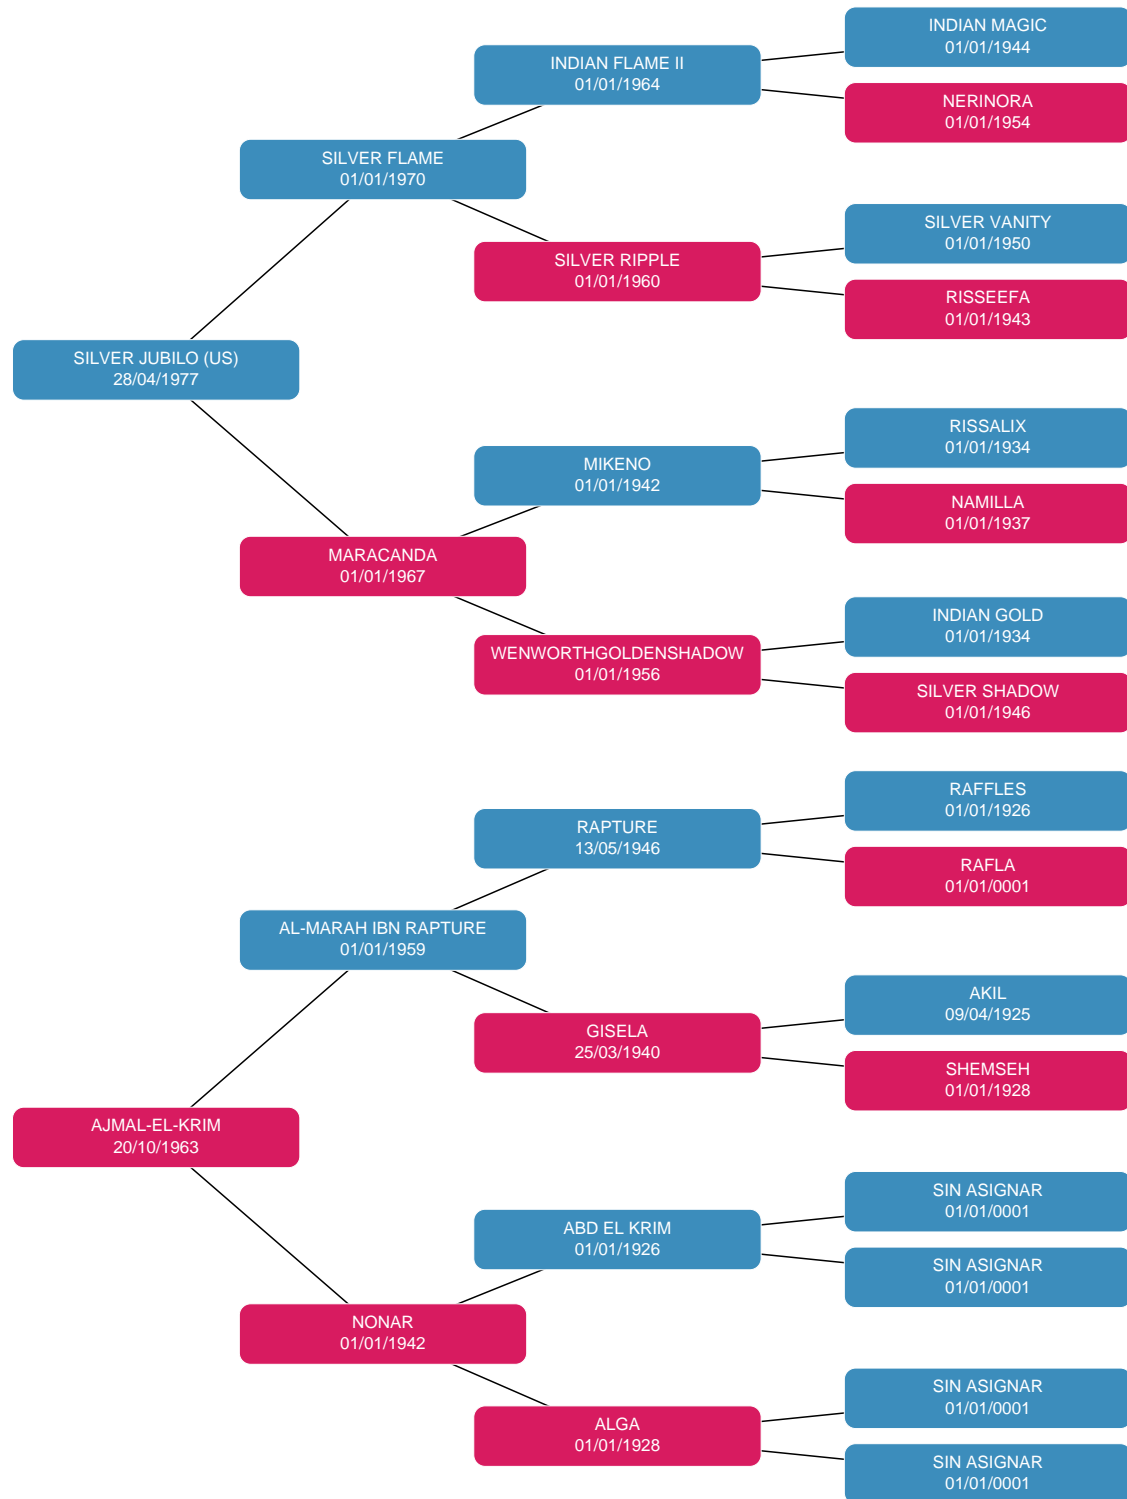 INDIAN MAGIC
01/01/1944
INDIAN FLAME II
01/01/1964
NERINORA
01/01/1954
SILVER FLAME
01/01/1970
SILVER VANITY
01/01/1950
SILVER RIPPLE
01/01/1960
RISSEEFA
01/01/1943
SILVER JUBILO (US)
28/04/1977
RISSALIX
01/01/1934
MIKENO
01/01/1942
NAMILLA
01/01/1937
MARACANDA
01/01/1967
INDIAN GOLD
01/01/1934
WENWORTHGOLDENSHADOW
01/01/1956
SILVER SHADOW
01/01/1946
RAFFLES
01/01/1926
RAPTURE
13/05/1946
RAFLA
01/01/0001
AL-MARAH IBN RAPTURE
01/01/1959
AKIL
09/04/1925
GISELA
25/03/1940
SHEMSEH
01/01/1928
AJMAL-EL-KRIM
20/10/1963
SIN ASIGNAR
01/01/0001
ABD EL KRIM
01/01/1926
SIN ASIGNAR
01/01/0001
NONAR
01/01/1942
SIN ASIGNAR
01/01/0001
ALGA
01/01/1928
SIN ASIGNAR
01/01/0001